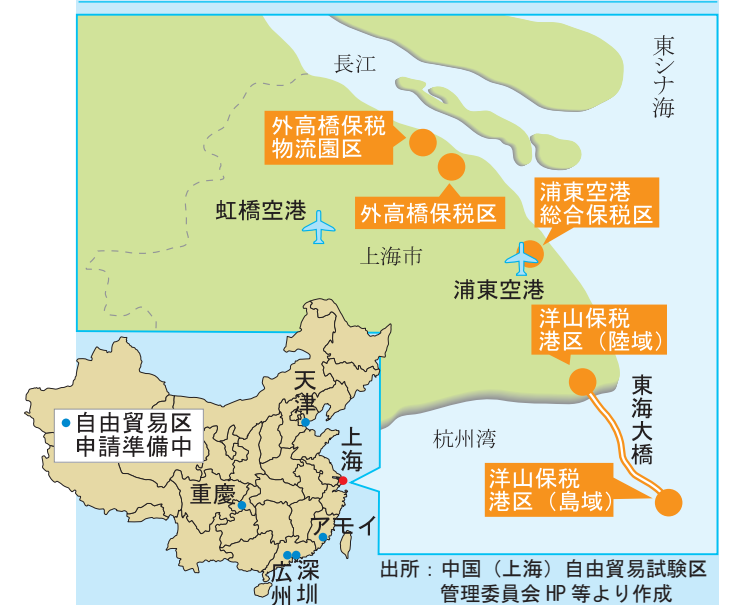 長江
東シナ海
外高橋保税
物流園区
外高橋保税区
浦東空港
総合保税区
虹橋空港
上海市
浦東空港
洋山保税
港区（陸域）
東海大橋
杭州湾
洋山保税
港区（島域）
天津
自由貿易区
申請準備中
上海
重慶
アモイ
広州
深圳
出所：中国（上海）自由貿易試験区
管理委員会HP等より作成